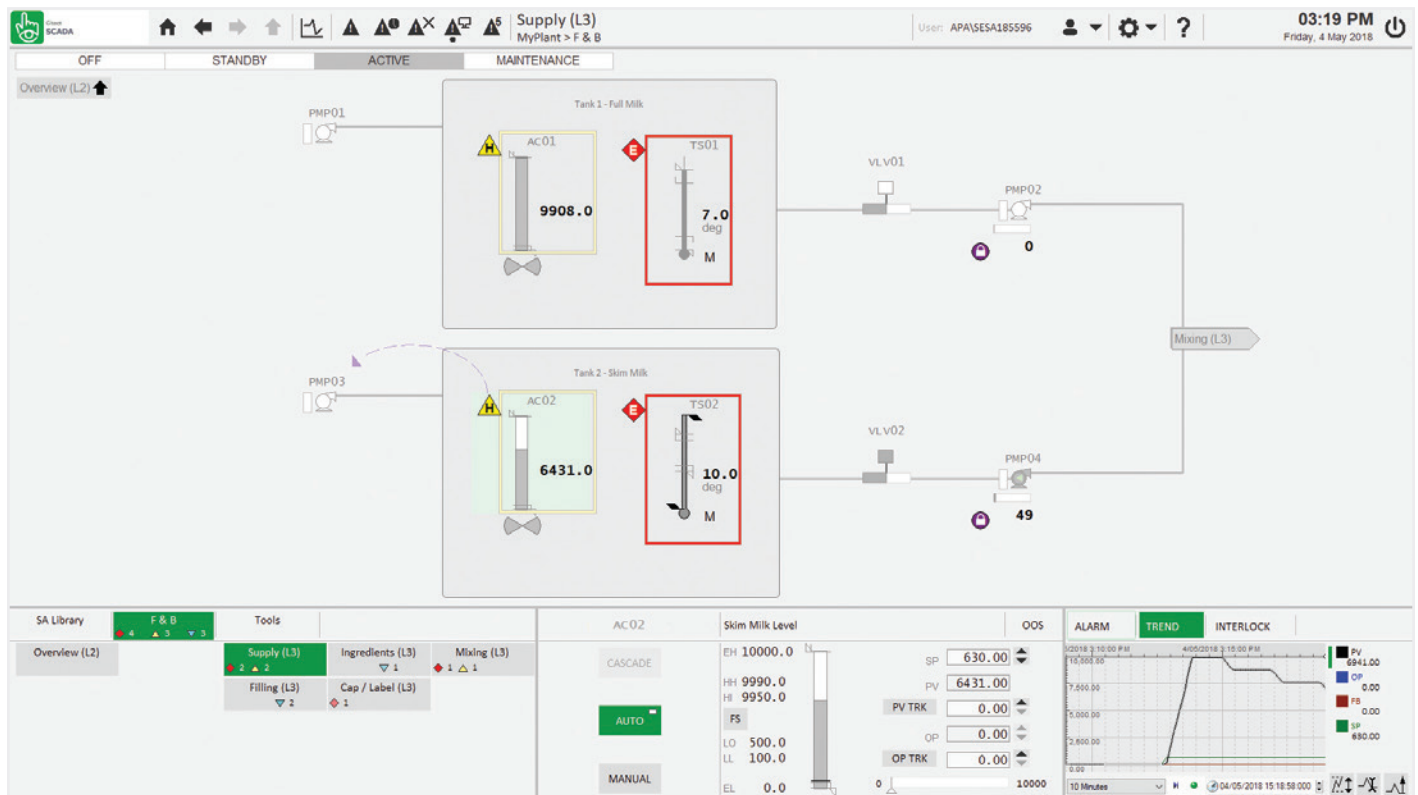 Citect
SCADA
Supply (L3)
MyPlant > F & B
User: APA\SESA185596
?
03:19 PM
Friday, 4 May 2018
OFF STANDBY ACTIVE MAINTENANCE
Overview (L2)
Tank 1 - Full Milk
PMP01
H AC01
9908.0
E TS01
7.0
deg
M
VLV01
PMP02
0
Mixing (L3)
Tank 2 - Skim Milk
PMP03
H AC02
6431.0
E TS02
10.0
deg
M
VLV02
PMP04
49
SA Library F & B Tools
4 3 3
Overview (L2) Supply (L3) Ingredients (L3) Mixing (L3)
2 2 1 1 1
Filling (L3) Cap / Label (L3)
2 1
AC02 Skim Milk Level OOS
CASCADE
AUTO
MANUAL
EH 10000.0
HH 9990.0
HI 9950.0
FS
LO 500.0
LL 100.0
EL 0.0
SP 630.00
PV 6431.00
PV TRK 0.00
OP 0.00
OP TRK 0.00
0 10000
ALARM TREND INTERLOCK
4/05/2018 3:15:00 PM
10,000.00
7,500.00
5,000.00
2,500.00
0.00
PV
6941.00
OP
0.00
FB
0.00
SP
630.00
10 Minutes 04/05/2018 15:18:58:000